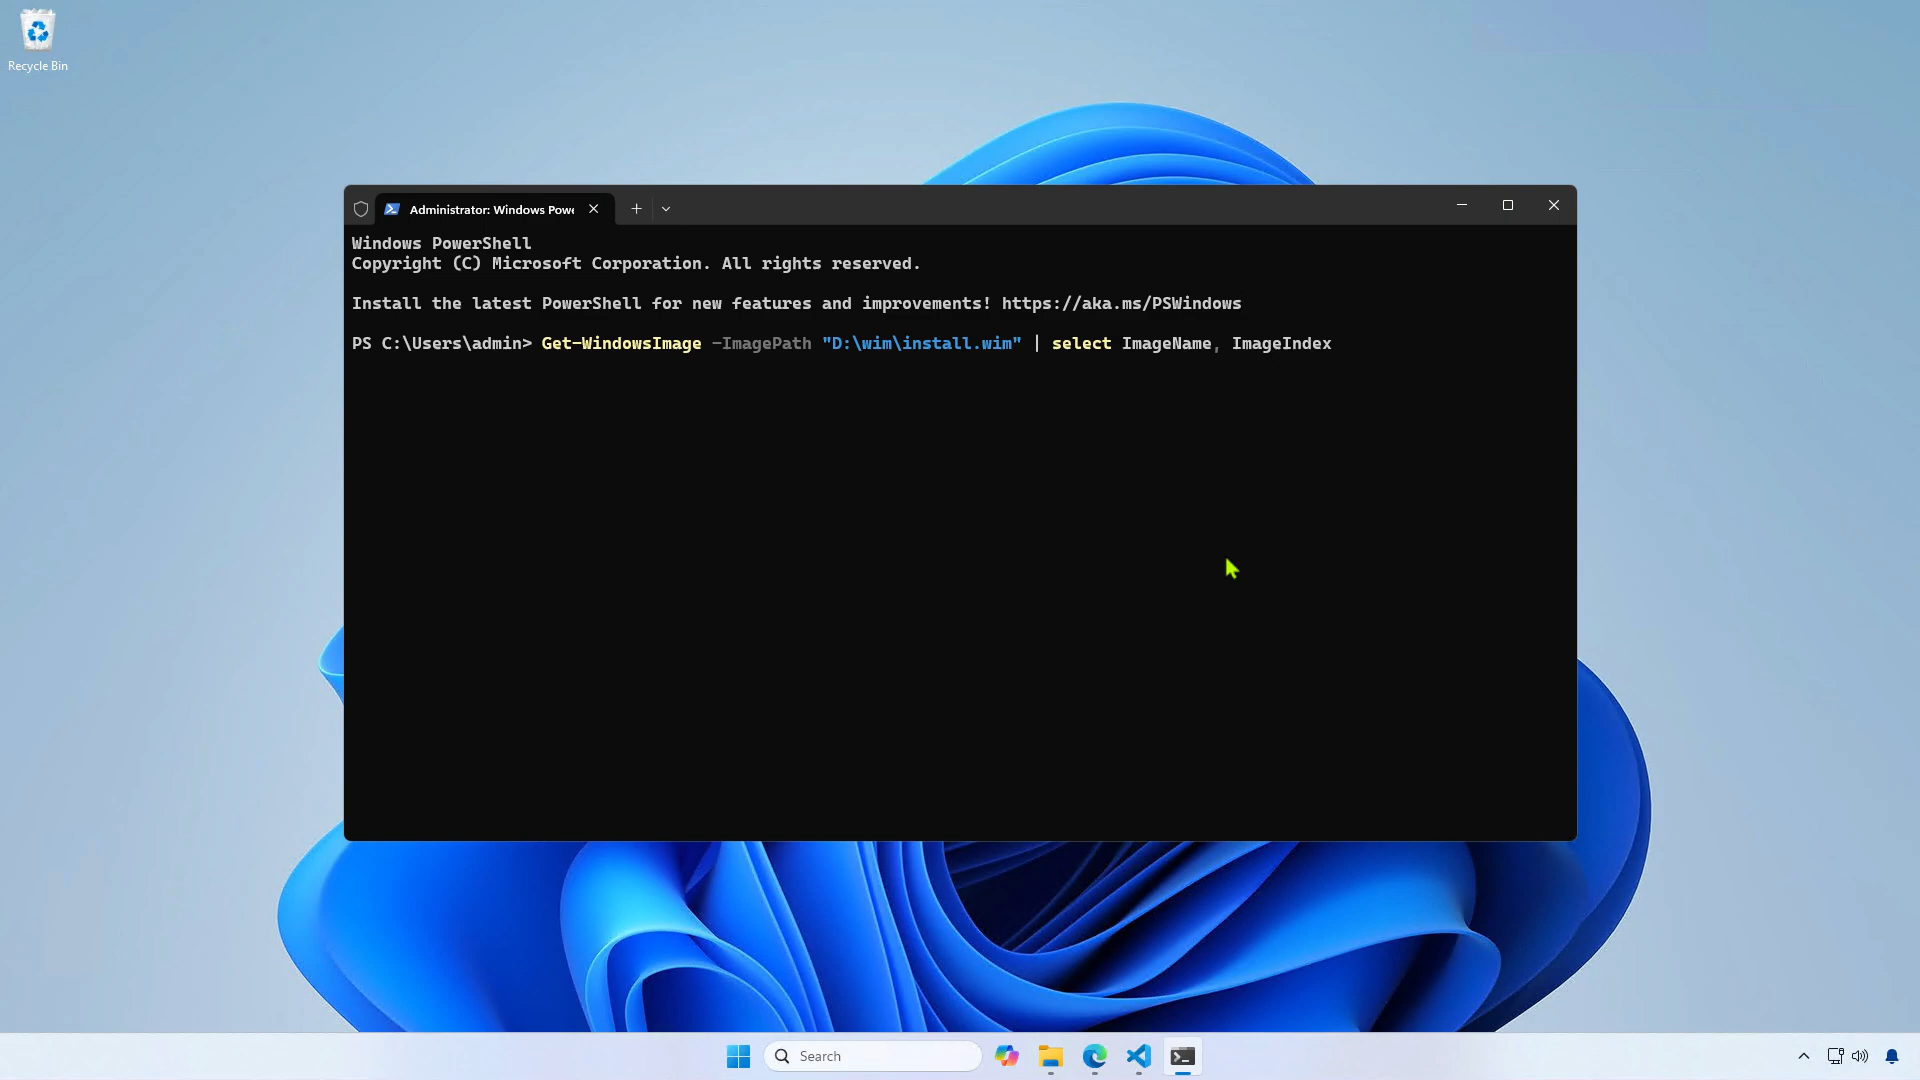 Recycle Bin
Administrator: Windows Powe
Windows PowerShell
Copyright (C) Microsoft Corporation. All rights reserved.
Install the latest PowerShell for new features and improvements! https://aka.ms/PSWindows
PS C:\Users\admin> Get-WindowsImage -ImagePath "D:\wim\install.wim" | select ImageName, ImageIndex
Search